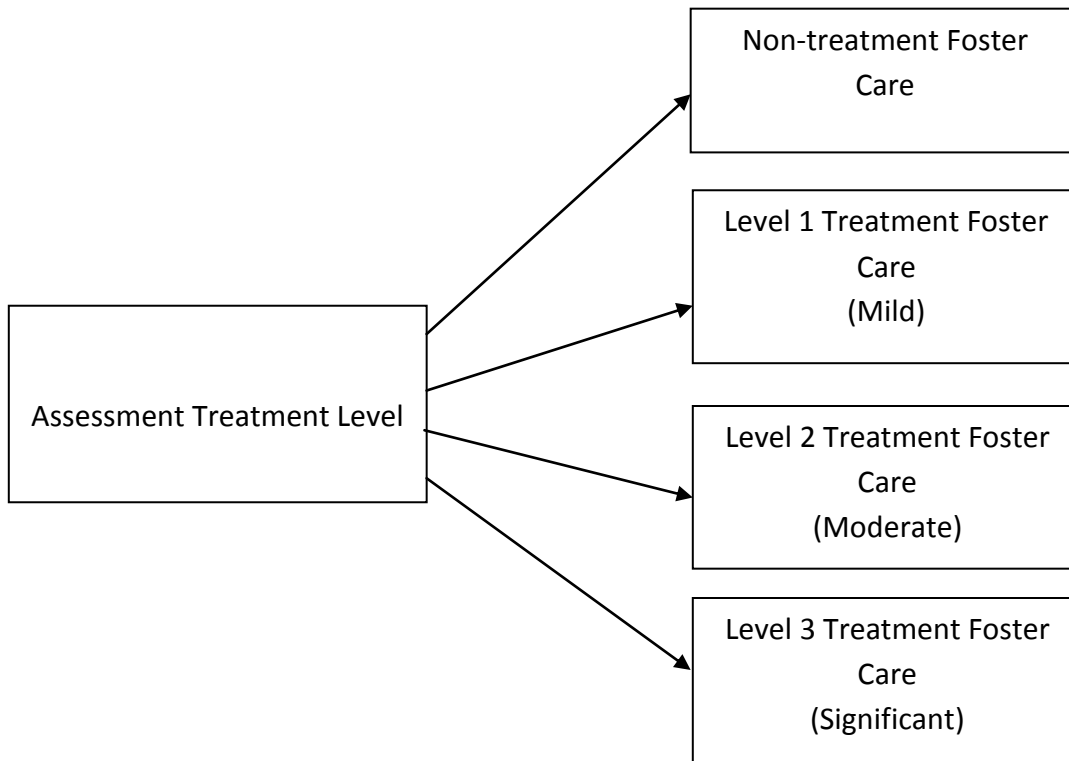 Non-treatment Foster
Care
Level 1 Treatment Foster
Care
(Mild)
Assessment Treatment Level
Level 2 Treatment Foster
Care
(Moderate)
Level 3 Treatment Foster
Care
(Significant)